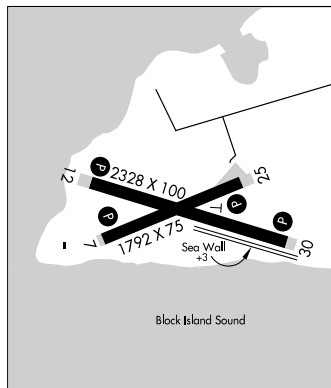 P
12
2328 X 100
25
P
P
P
7
1792 X 75
30
Sea Wall
+3
Block Island Sound